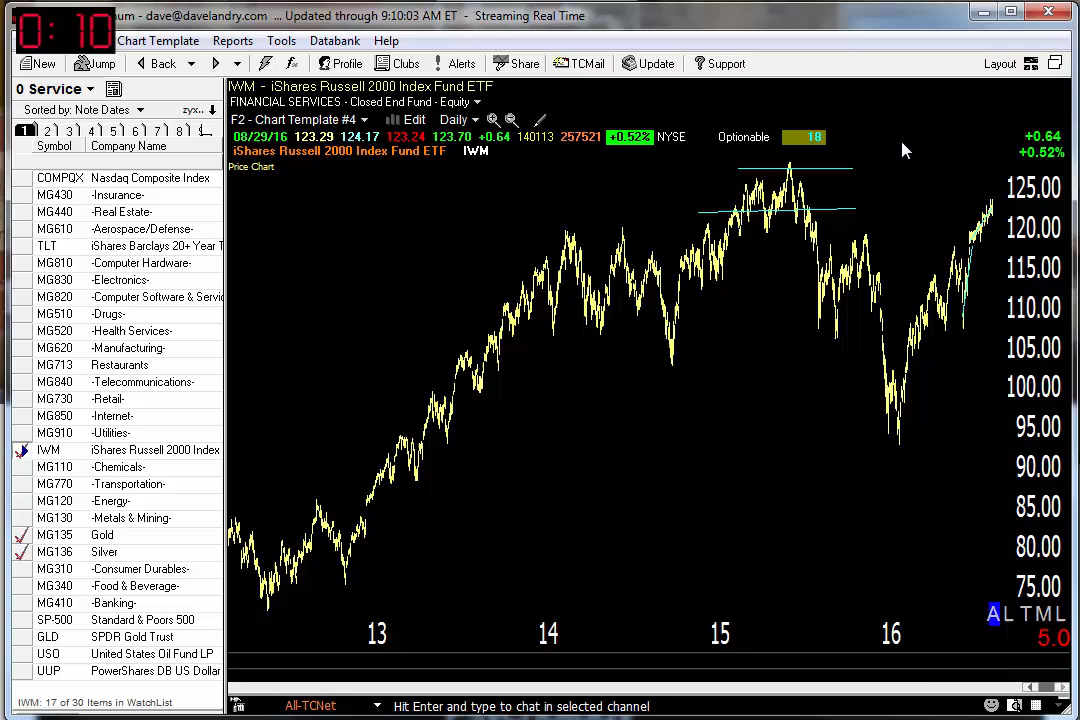 num - dave@davelandry.com ... Updated through 9:10:03 AM ET - Streaming Real Time
0:10
Chart Template Reports Tools Databank Help
New Jump Back Profile Clubs Alerts Share TCMail Update Support Layout
0 Service
Sorted by: Note Dates zyx..
1 2 3 4 5 6 7 8
Symbol Company Name
COMPQX Nasdaq Composite Index
MG430 -Insurance-
MG440 -Real Estate-
MG610 -Aerospace/Defense-
TLT iShares Barclays 20+ Year T
MG810 -Computer Hardware-
MG830 -Electronics-
MG820 -Computer Software & Servic
MG510 -Drugs-
MG520 -Health Services-
MG620 -Manufacturing-
MG713 Restaurants
MG840 -Telecommunications-
MG730 -Retail-
MG850 -Internet-
MG910 -Utilities-
IWM iShares Russell 2000 Index
MG110 -Chemicals-
MG770 -Transportation-
MG120 -Energy-
MG130 -Metals & Mining-
MG135 Gold
MG136 Silver
MG310 -Consumer Durables-
MG340 -Food & Beverage-
MG410 -Banking-
SP-500 Standard & Poors 500
GLD SPDR Gold Trust
USO United States Oil Fund LP
UUP PowerShares DB US Dollar
IWM: 17 of 30 Items in WatchList
IWM - iShares Russell 2000 Index Fund ETF
FINANCIAL SERVICES - Closed End Fund - Equity
F2 - Chart Template #4 Edit Daily
08/29/16 123.29 124.17 123.24 123.70 +0.64 140113 257521 +0.52% NYSE Optionable 18
iShares Russell 2000 Index Fund ETF IWM
Price Chart
+0.64
+0.52%
125.00
120.00
115.00
110.00
105.00
100.00
95.00
90.00
85.00
80.00
75.00
A L T M L
5.0
13 14 15 16
All-TCNet Hit Enter and type to chat in selected channel